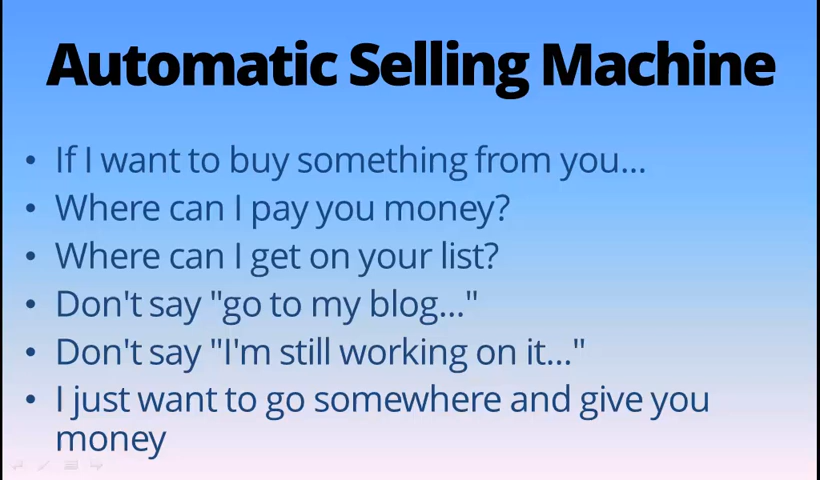 Automatic Selling Machine
• If I want to buy something from you...
• Where can I pay you money?
• Where can I get on your list?
• Don't say "go to my blog..."
• Don't say "I'm still working on it..."
• I just want to go somewhere and give you
money